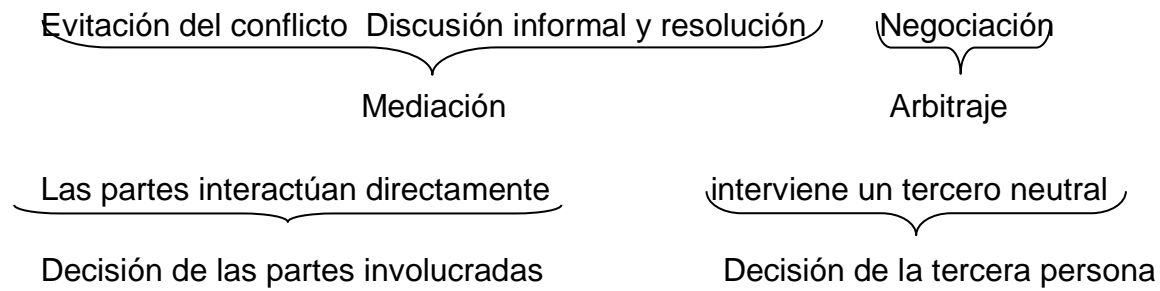 Evitación del conflicto Discusión informal y resolución Negociación
Mediación Arbitraje
Las partes interactúan directamente interviene un tercero neutral
Decisión de las partes involucradas Decisión de la tercera persona